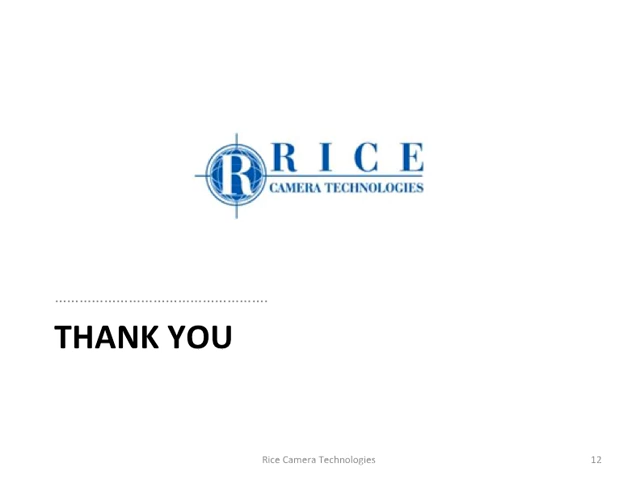 R
RICE
CAMERA TECHNOLOGIES
................................................
THANK YOU
Rice Camera Technologies
12